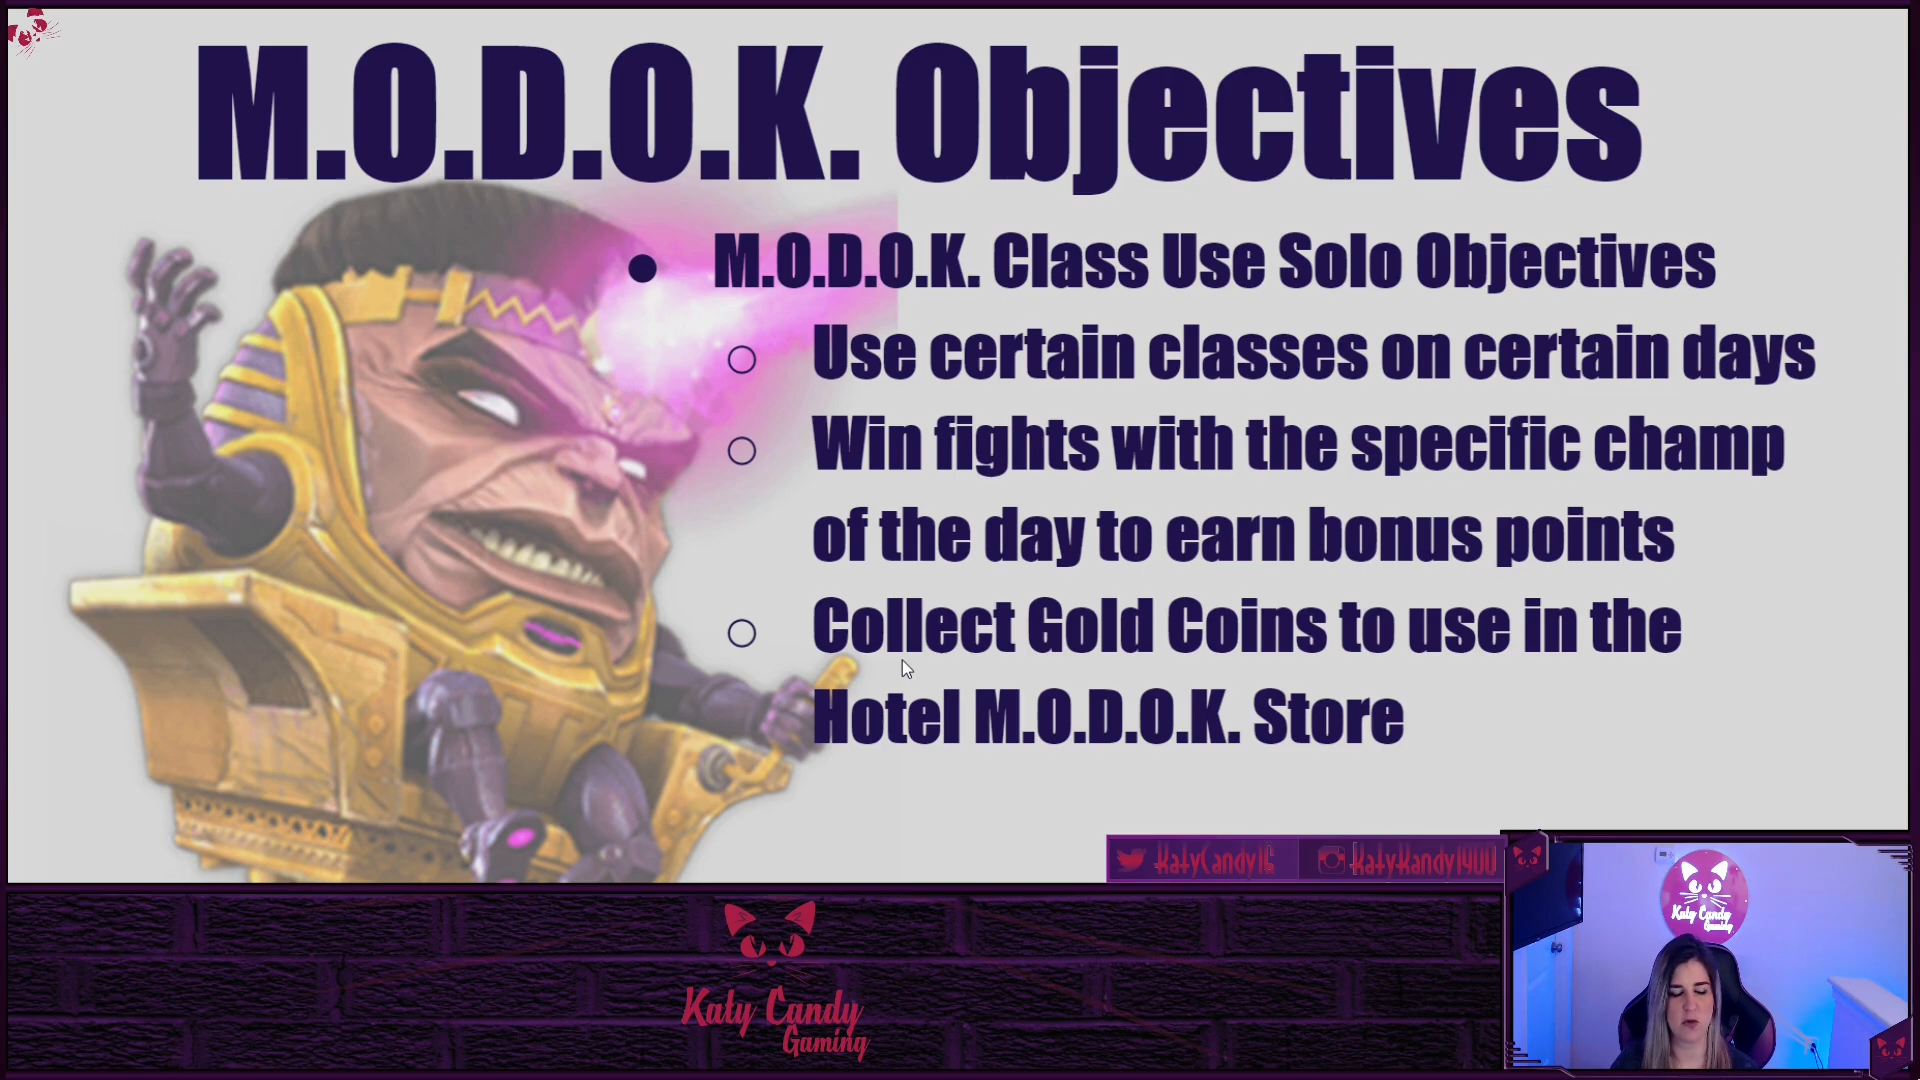 M.O.D.O.K. Objectives
M.O.D.O.K. Class Use Solo Objectives
Use certain classes on certain days
Win fights with the specific champ
of the day to earn bonus points
Collect Gold Coins to use in the
Hotel M.O.D.O.K. Store
KatyCandy16
KatyKandy1900
Katy Candy
Gaming
Katy Candy
Gaming